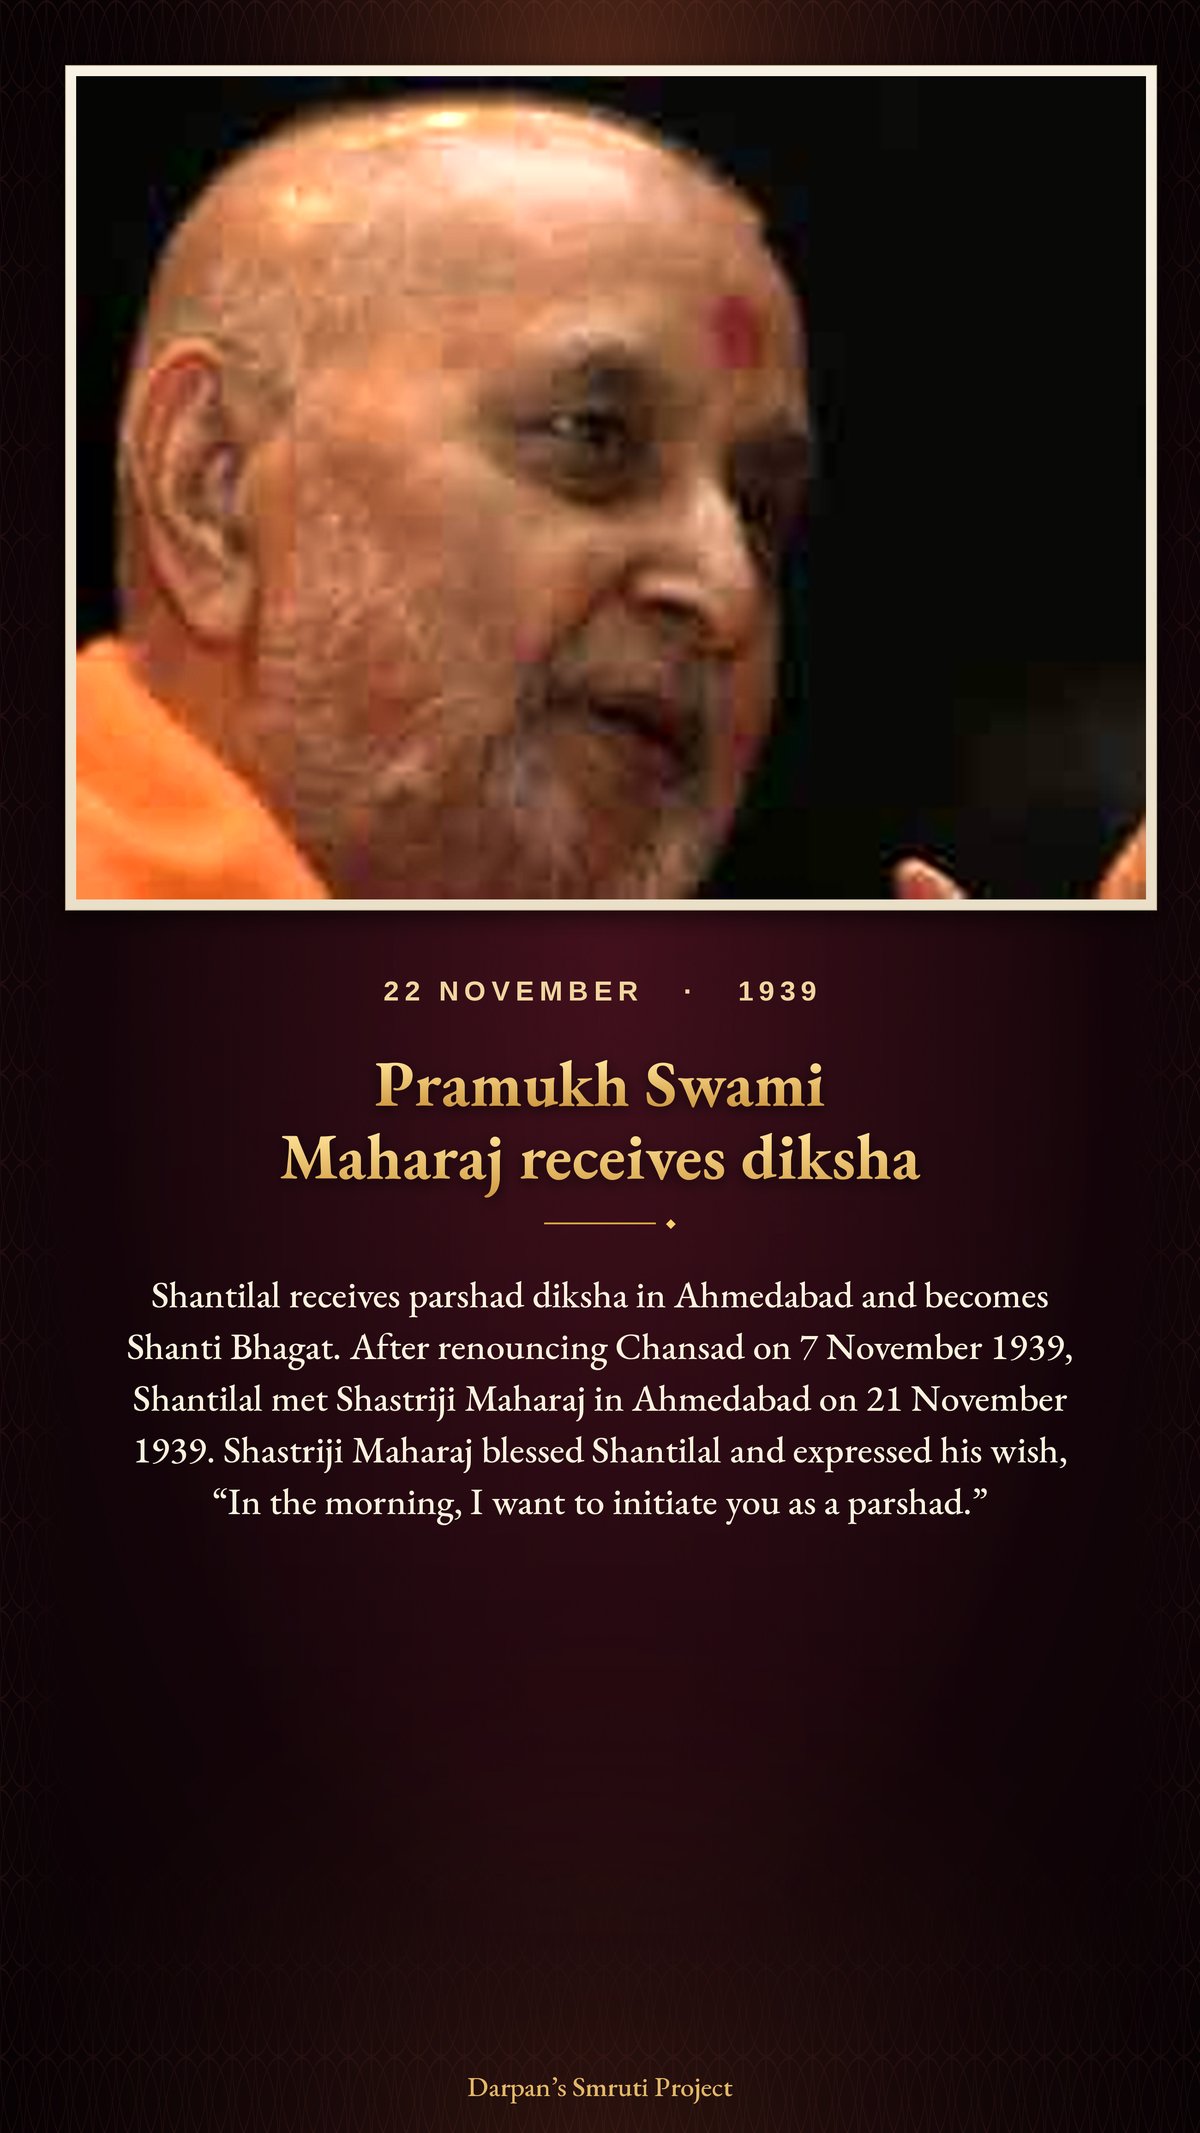 22 NOVEMBER · 1939
Pramukh Swami
Maharaj receives diksha
Shantilal receives parshad diksha in Ahmedabad and becomes
Shanti Bhagat. After renouncing Chansad on 7 November 1939,
Shantilal met Shastriji Maharaj in Ahmedabad on 21 November
1939. Shastriji Maharaj blessed Shantilal and expressed his wish,
“In the morning, I want to initiate you as a parshad.”
Darpan’s Smruti Project